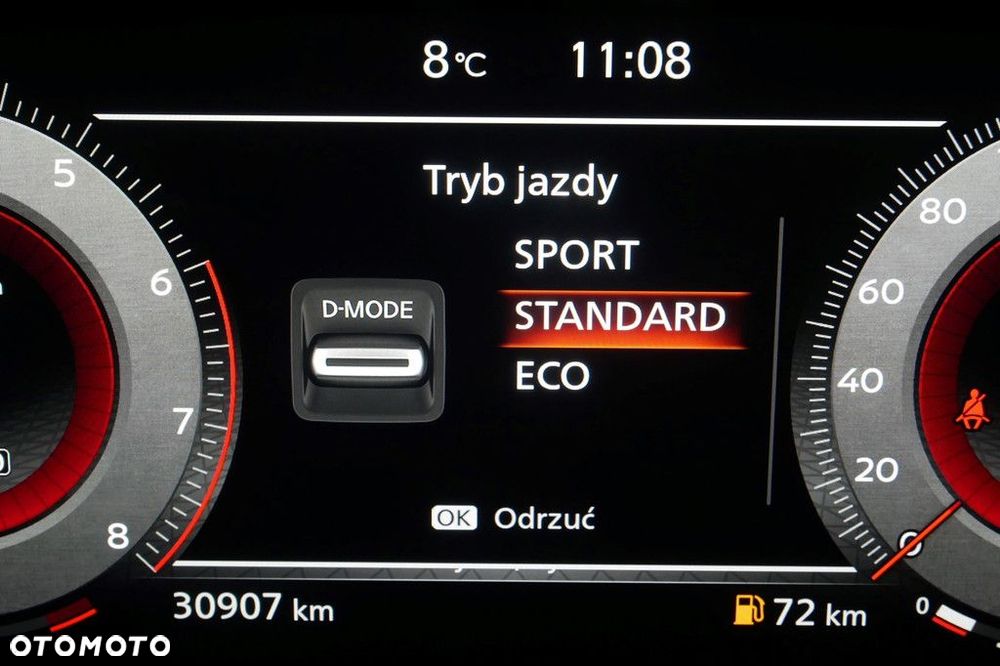 8 °C 11:08
Tryb jazdy
SPORT
D-MODE
STANDARD
ECO
OK Odrzuć
5
6
7
8
80
60
40
20
0
30907 km
72 km
0
OTOMOTO